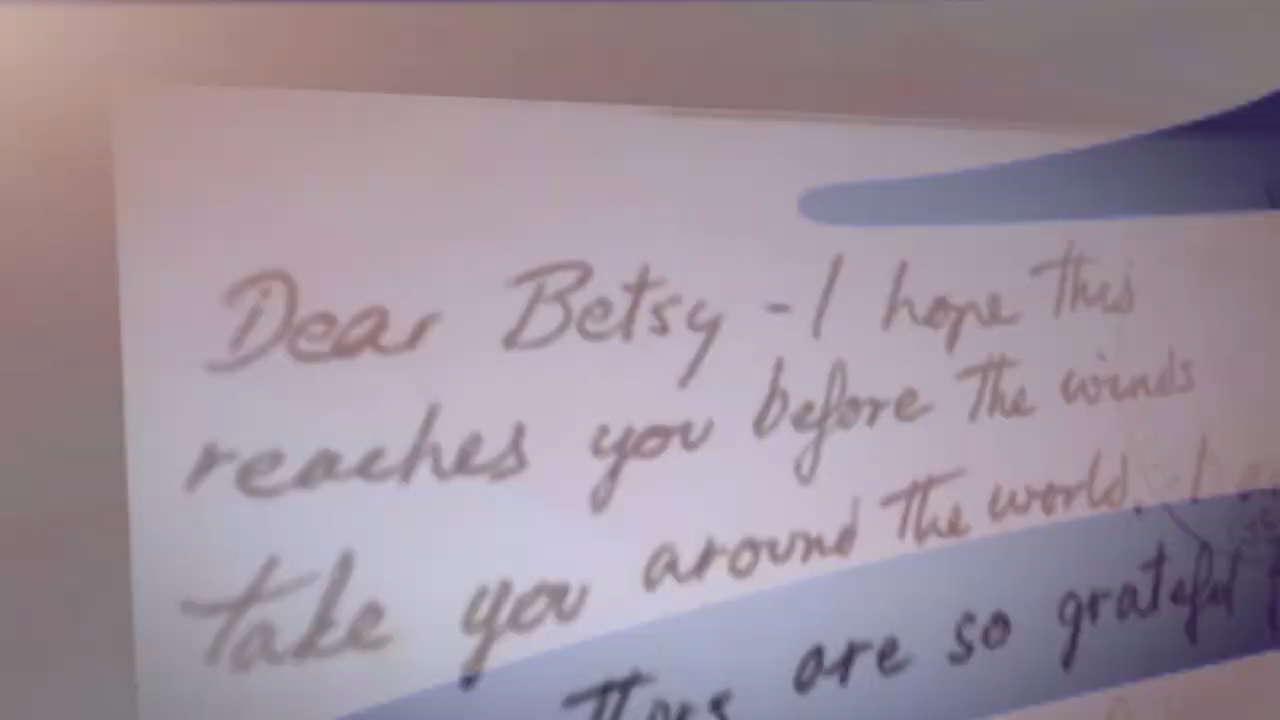 Dear Betsy - I hope this
reaches you before the winds
take you around the world. I
are so grateful